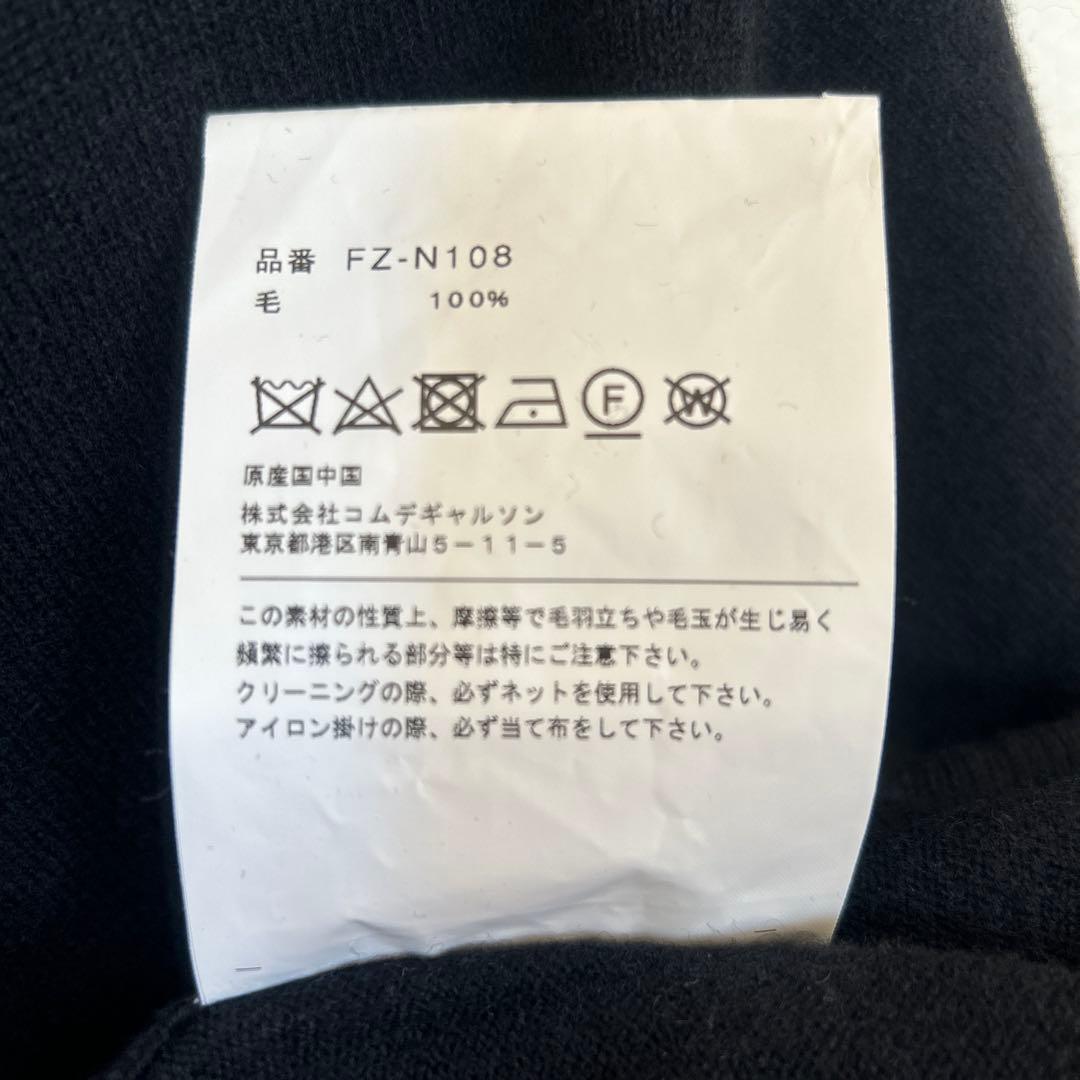 品番 FZ-N108
毛 100%
F W
原産国中国
株式会社コムデギャルソン
東京都港区南青山5-11-5
この素材の性質上、摩擦等で毛羽立ちや毛玉が生じ易く
頻繁に擦られる部分等は特にご注意下さい。
クリーニングの際、必ずネットを使用して下さい。
アイロン掛けの際、必ず当て布をして下さい。